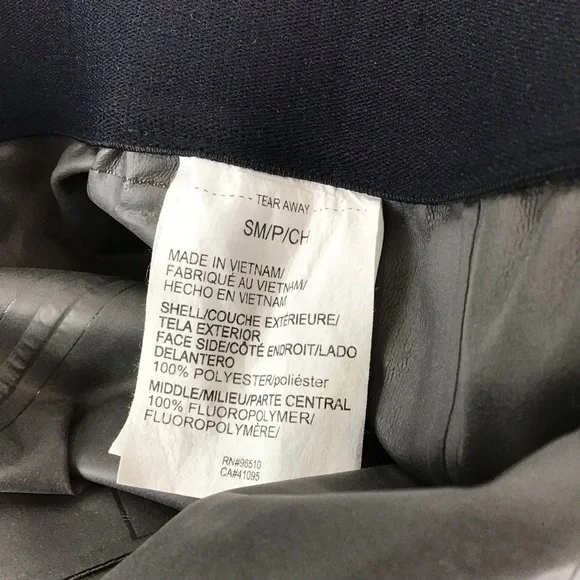 TEAR AWAY
SM/P/CH
MADE IN VIETNAM/
FABRIQUÉ AU VIETNAM/
HECHO EN VIETNAM
SHELL/COUCHE EXTÉRIEURE/
TELA EXTERIOR
FACE SIDE/CÔTÉ ENDROIT/LADO
DELANTERO
100% POLYESTER/poliéster
MIDDLE/MILIEU/PARTE CENTRAL
100% FLUOROPOLYMER/
FLUOROPOLYMÈRE/
RN#96510
CA#41095